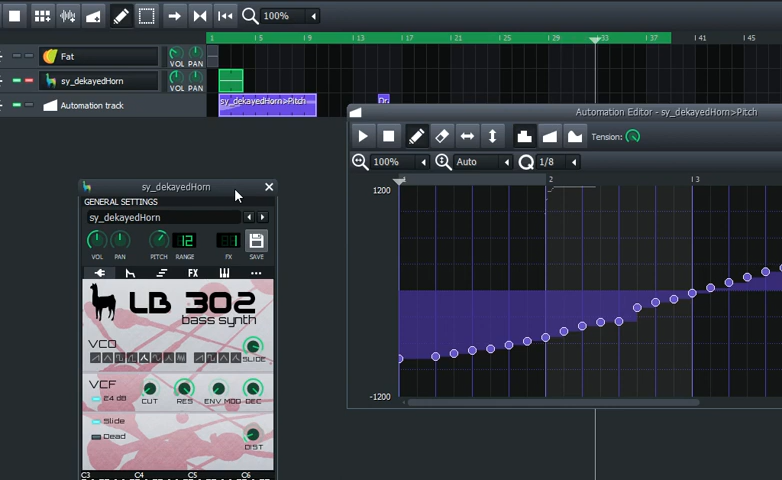 100%
1 5 9 13 17 21 25 29 33 37 41 45
Fat VOL PAN
sy_dekayedHorn VOL PAN
sy_dekayedHorn>Pitch Dr
Automation track
Automation Editor - sy_dekayedHorn>Pitch
Tension:
100% Auto Q 1/8
1 2 3
1200
-1200
sy_dekayedHorn
GENERAL SETTINGS
sy_dekayedHorn
12 1
VOL PAN PITCH RANGE FX SAVE
FX
LB 302
bass synth
VCO
SLIDE
VCF
24 dB
CUT RES ENV MOD DEC
Slide
Dead
DIST
C3 C4 C5 C6